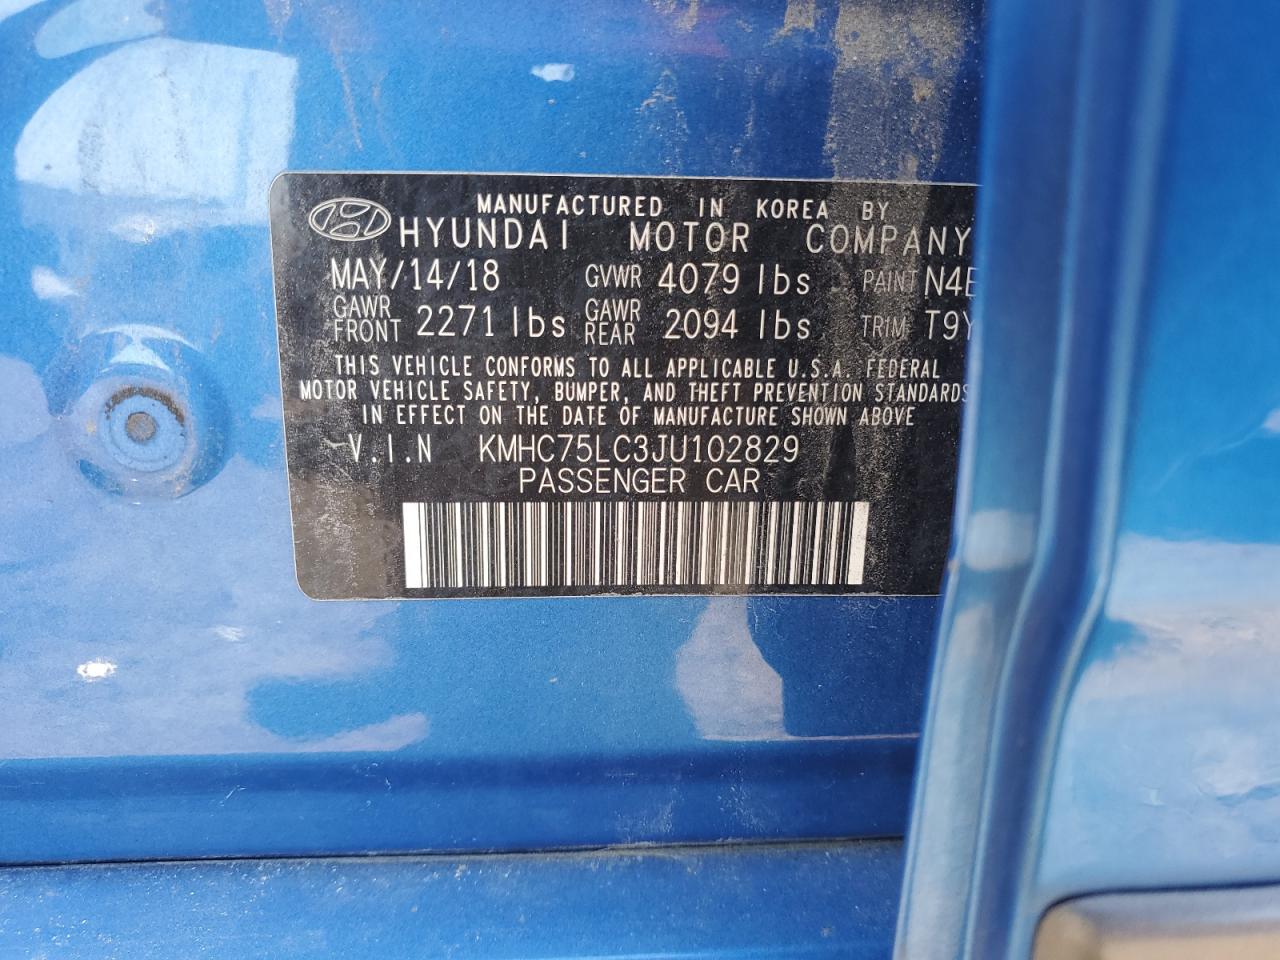 MANUFACTURED IN KOREA BY
HYUNDAI MOTOR COMPANY
MAY/14/18 GVWR 4079 lbs PAINT N4E
GAWR FRONT 2271 lbs GAWR REAR 2094 lbs TRIM T9Y
THIS VEHICLE CONFORMS TO ALL APPLICABLE U.S.A. FEDERAL
MOTOR VEHICLE SAFETY, BUMPER, AND THEFT PREVENTION STANDARDS
IN EFFECT ON THE DATE OF MANUFACTURE SHOWN ABOVE
V.I.N KMHC75LC3JU102829
PASSENGER CAR